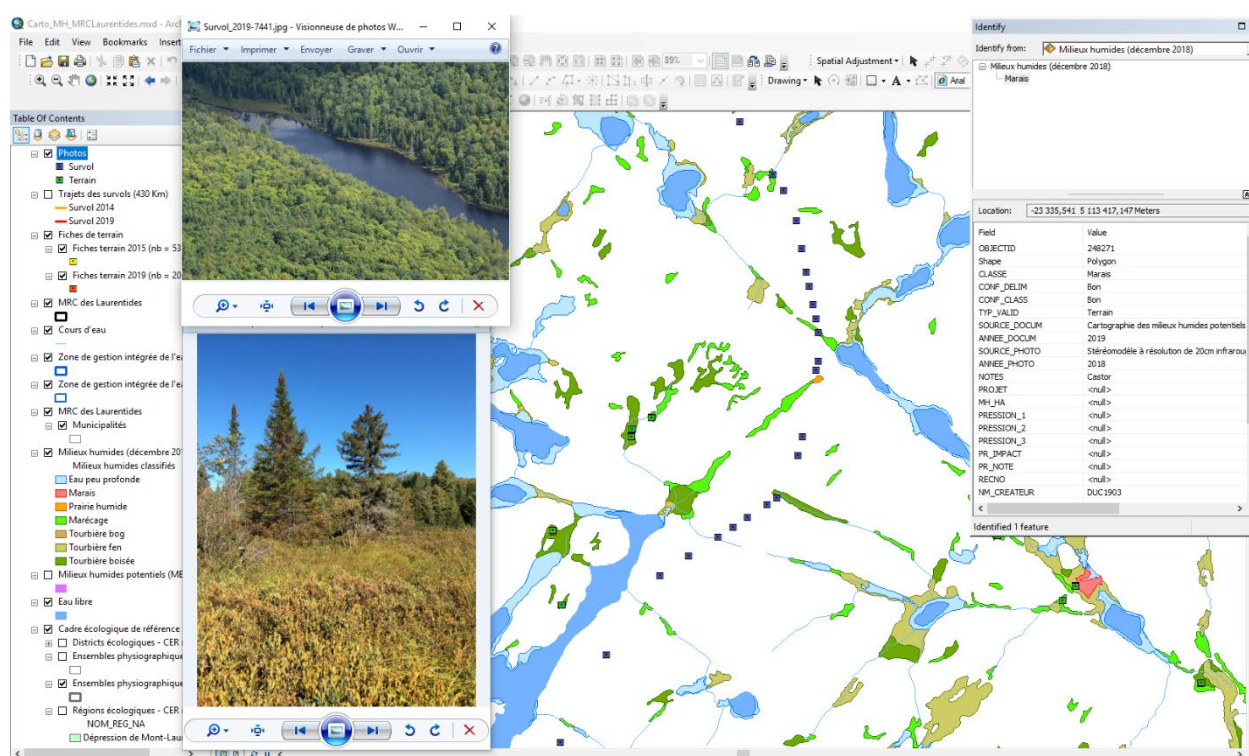 Carto_MH_MRCLaurentides.mxd - Arc
File Edit View Bookmarks Insert
Survol_2019-7441.jpg - Visionneuse de photos W...
Fichier Imprimer Envoyer Graver Ouvrir
89%
Spatial Adjustment
Drawing
A
Arial
Table Of Contents
Photos
Survol
Terrain
Trajets des survols (430 Km)
Survol 2014
Survol 2019
Fiches de terrain
Fiches terrain 2015 (nb = 53
Fiches terrain 2019 (nb = 20
MRC des Laurentides
Cours d'eau
Zone de gestion intégrée de l'ea
Zone de gestion intégrée de l'ea
MRC des Laurentides
Municipalités
Milieux humides (décembre 20
Milieux humides classifiés
Eau peu profonde
Marais
Prairie humide
Marécage
Tourbière bog
Tourbière fen
Tourbière boisée
Milieux humides potentiels (ME
Eau libre
Cadre écologique de référence
Districts écologiques - CER
Ensembles physiographique
Ensembles physiographique
Régions écologiques - CER
NOM_REG_NA
Dépression de Mont-Lau
Identify
Identify from: Milieux humides (décembre 2018)
Milieux humides (décembre 2018)
Marais
Location: -23 335,541 5 113 417,147 Meters
Field Value
OBJECTID 248271
Shape Polygon
CLASSE Marais
CONF_DELIM Bon
CONF_CLASS Bon
TYP_VALID Terrain
SOURCE_DOCUM Cartographie des milieux humides potentiels
ANNEE_DOCUM 2019
SOURCE_PHOTO Stéréomodèle à résolution de 20cm infrarou
ANNEE_PHOTO 2018
NOTES Castor
PROJET <null>
MH_HA <null>
PRESSION_1 <null>
PRESSION_2 <null>
PRESSION_3 <null>
PR_IMPACT <null>
PR_NOTE <null>
RECNO <null>
NM_CREATEUR DUC1903
Identified 1 feature